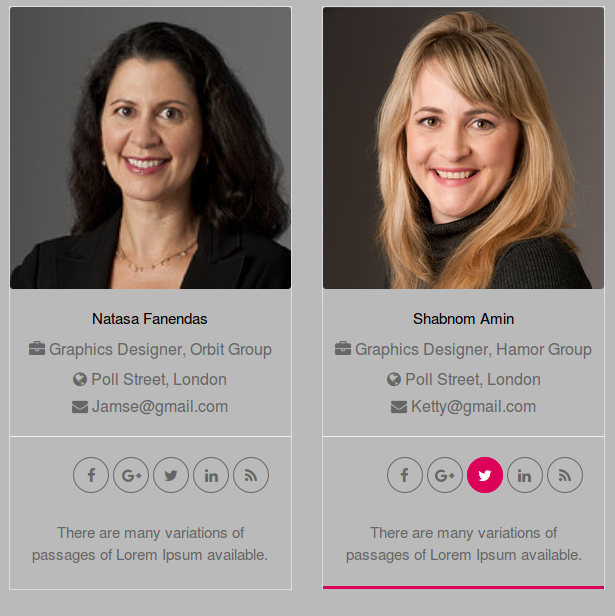 Natasa Fanendas
Graphics Designer, Orbit Group
Poll Street, London
Jamse@gmail.com
f G+ in
There are many variations of
passages of Lorem Ipsum available.
Shabnom Amin
Graphics Designer, Hamor Group
Poll Street, London
Ketty@gmail.com
f G+ in
There are many variations of
passages of Lorem Ipsum available.